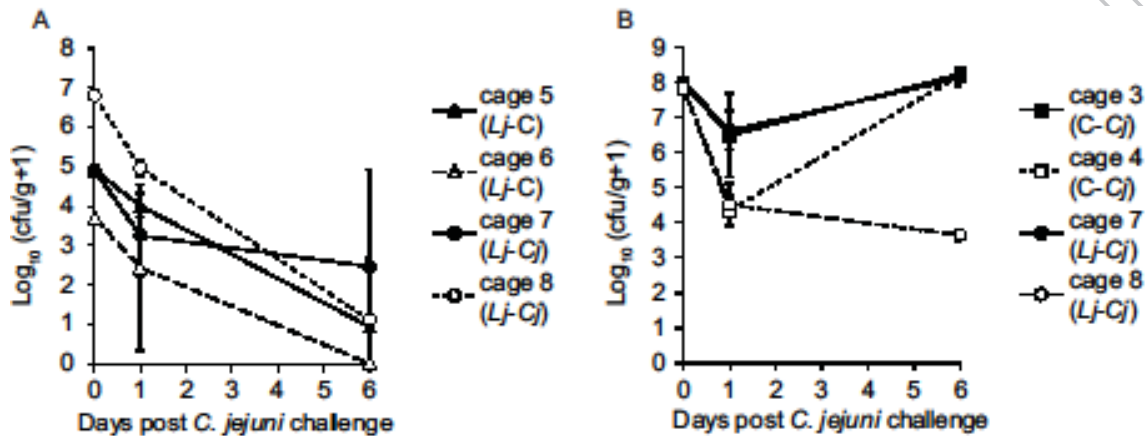 A
8
7
6
5
4
3
2
1
0
Log10 (cfu/g+1)
0 1 2 3 4 5 6
Days post C. jejuni challenge
cage 5
(Lj-C)
cage 6
(Lj-C)
cage 7
(Lj-Cj)
cage 8
(Lj-Cj)
B
9
8
7
6
5
4
3
2
1
0
Log10 (cfu/g+1)
0 1 2 3 4 5 6
Days post C. jejuni challenge
cage 3
(C-Cj)
cage 4
(C-Cj)
cage 7
(Lj-Cj)
cage 8
(Lj-Cj)